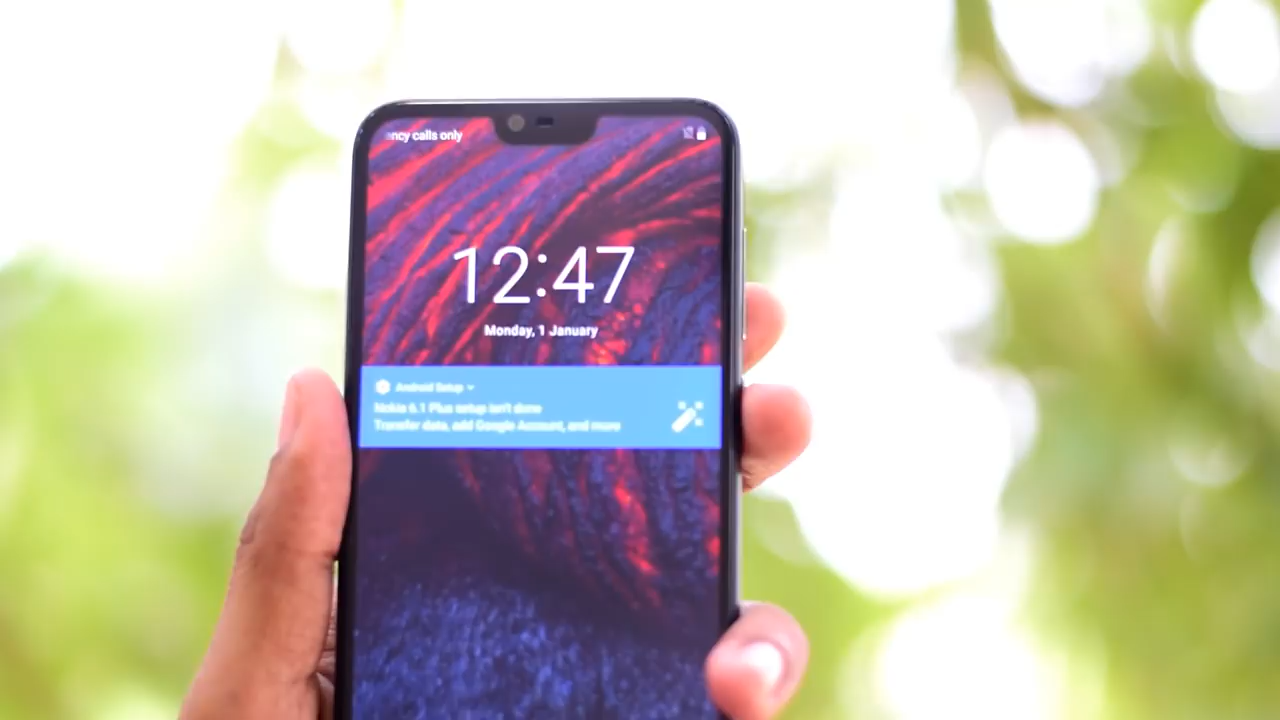 ncy calls only
12:47
Monday, 1 January
Android Setup
Nokia 6.1 Plus setup isn't done
Transfer data, add Google Account, and more